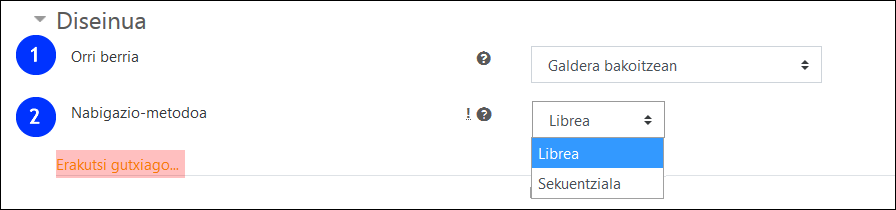 Diseinua
1 Orri berria ? Galdera bakoitzean
2 Nabigazio-metodoa ! ? Librea
Librea
Erakutsi gutxiago...
Sekuentziala